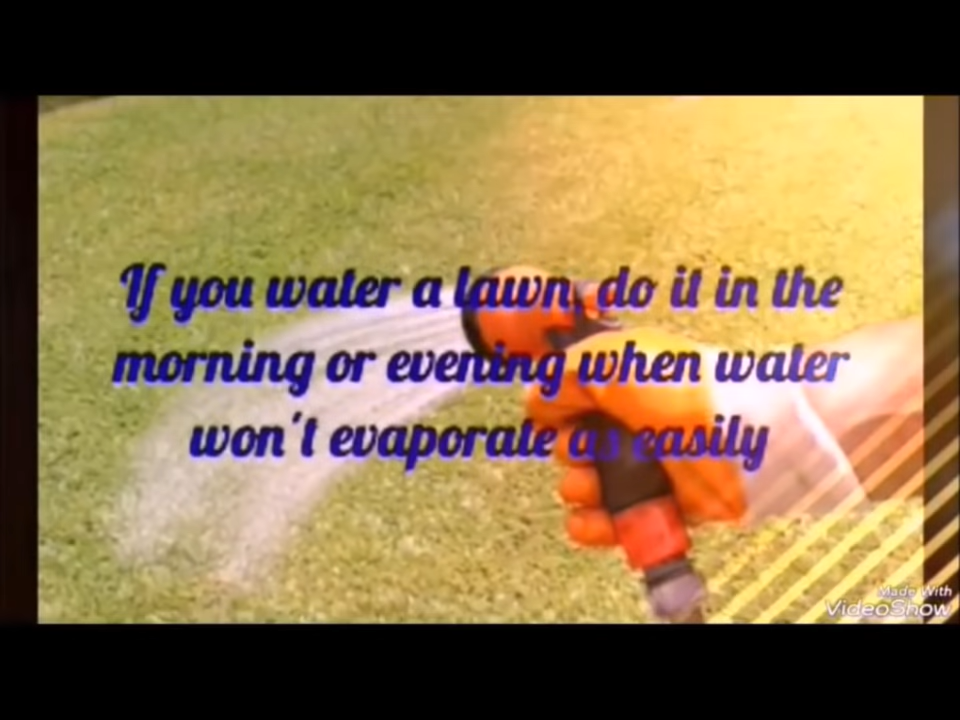 If you water a lawn, do it in the
morning or evening when water
won't evaporate as easily
Made With
VideoShow